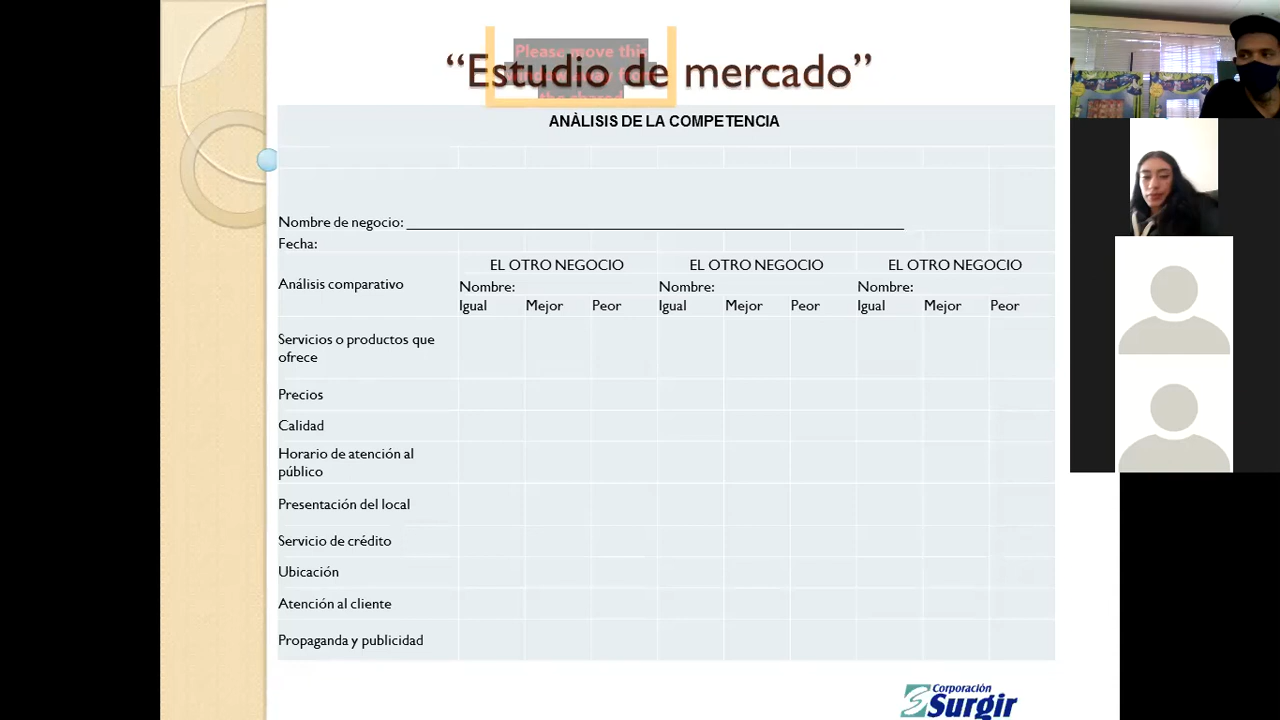 “Estudio de mercado”
Please move this
ANÀLISIS DE LA COMPETENCIA
Nombre de negocio:
Fecha:
Análisis comparativo
EL OTRO NEGOCIO EL OTRO NEGOCIO EL OTRO NEGOCIO
Nombre: Nombre: Nombre:
Igual Mejor Peor Igual Mejor Peor Igual Mejor Peor
Servicios o productos que
ofrece
Precios
Calidad
Horario de atención al
público
Presentación del local
Servicio de crédito
Ubicación
Atención al cliente
Propaganda y publicidad
Corporación
Surgir